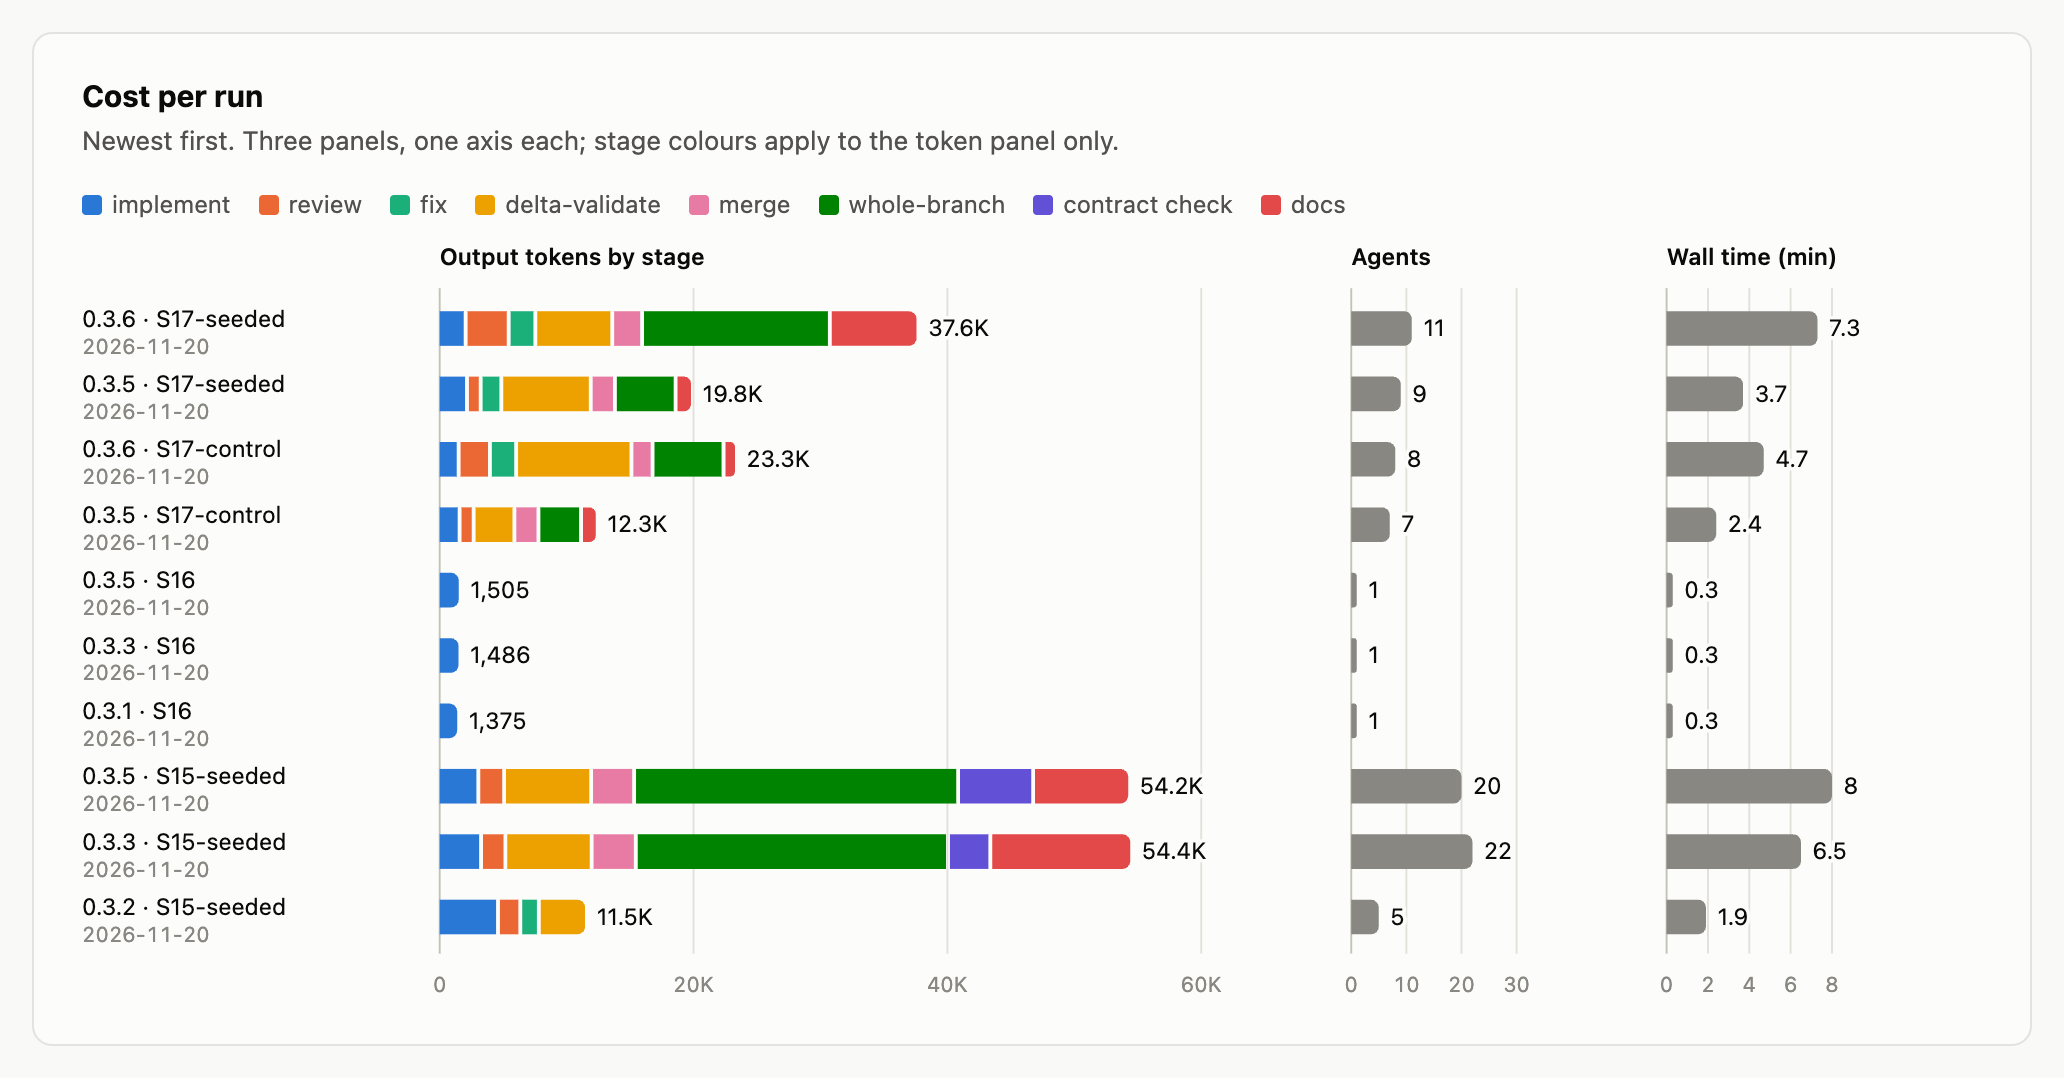 Cost per run
Newest first. Three panels, one axis each; stage colours apply to the token panel only.
implement review fix delta-validate merge whole-branch contract check docs
Output tokens by stage Agents Wall time (min)
0.3.6 · S17-seeded 37.6K 11 7.3
2026-11-20
0.3.5 · S17-seeded 19.8K 9 3.7
2026-11-20
0.3.6 · S17-control 23.3K 8 4.7
2026-11-20
0.3.5 · S17-control 12.3K 7 2.4
2026-11-20
0.3.5 · S16 1,505 1 0.3
2026-11-20
0.3.3 · S16 1,486 1 0.3
2026-11-20
0.3.1 · S16 1,375 1 0.3
2026-11-20
0.3.5 · S15-seeded 54.2K 20 8
2026-11-20
0.3.3 · S15-seeded 54.4K 22 6.5
2026-11-20
0.3.2 · S15-seeded 11.5K 5 1.9
2026-11-20
0 20K 40K 60K 0 10 20 30 0 2 4 6 8